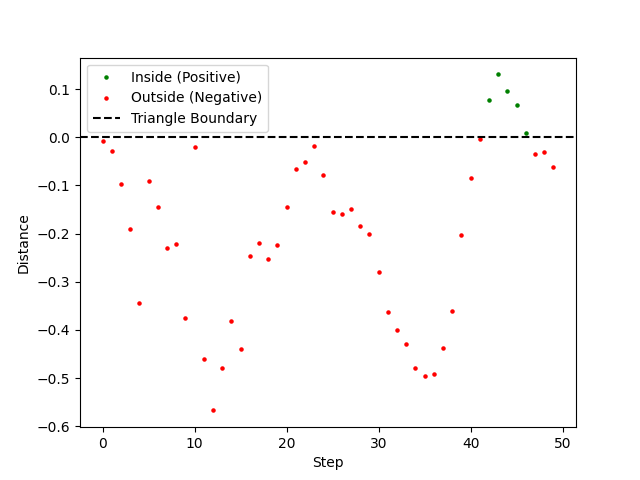 Inside (Positive)
Outside (Negative)
Triangle Boundary
0.1
0.0
−0.1
−0.2
−0.3
−0.4
−0.5
−0.6
Distance
0 10 20 30 40 50
Step